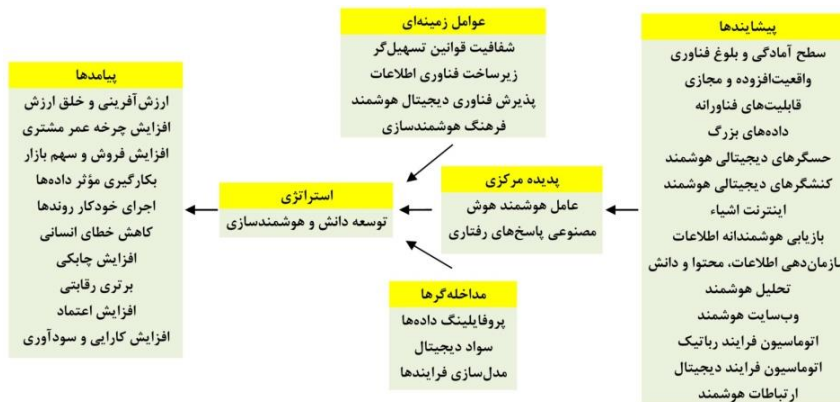 پیشایندها
سطح آمادگی و بلوغ فناوری
واقعیت‌افزوده و مجازی
قابلیت‌های فناورانه
داده‌های بزرگ
حسگرهای دیجیتالی هوشمند
کنشگرهای دیجیتالی هوشمند
اینترنت اشیاء
بازیابی هوشمندانه اطلاعات
سازمان‌دهی اطلاعات، محتوا و دانش
تحلیل هوشمند
وب‌سایت هوشمند
اتوماسیون فرایند رباتیک
اتوماسیون فرایند دیجیتال
ارتباطات هوشمند
عوامل زمینه‌ای
شفافیت قوانین تسهیل‌گر
زیرساخت فناوری اطلاعات
پذیرش فناوری دیجیتال هوشمند
فرهنگ هوشمندسازی
پدیده مرکزی
عامل هوشمند هوش
مصنوعی پاسخ‌های رفتاری
مداخله‌گرها
پروفایلینگ داده‌ها
سواد دیجیتال
مدل‌سازی فرایندها
استراتژی
توسعه دانش و هوشمندسازی
پیامدها
ارزش‌آفرینی و خلق ارزش
افزایش چرخه عمر مشتری
افزایش فروش و سهم بازار
بکارگیری مؤثر داده‌ها
اجرای خودکار روندها
کاهش خطای انسانی
افزایش چابکی
برتری رقابتی
افزایش اعتماد
افزایش کارایی و سودآوری